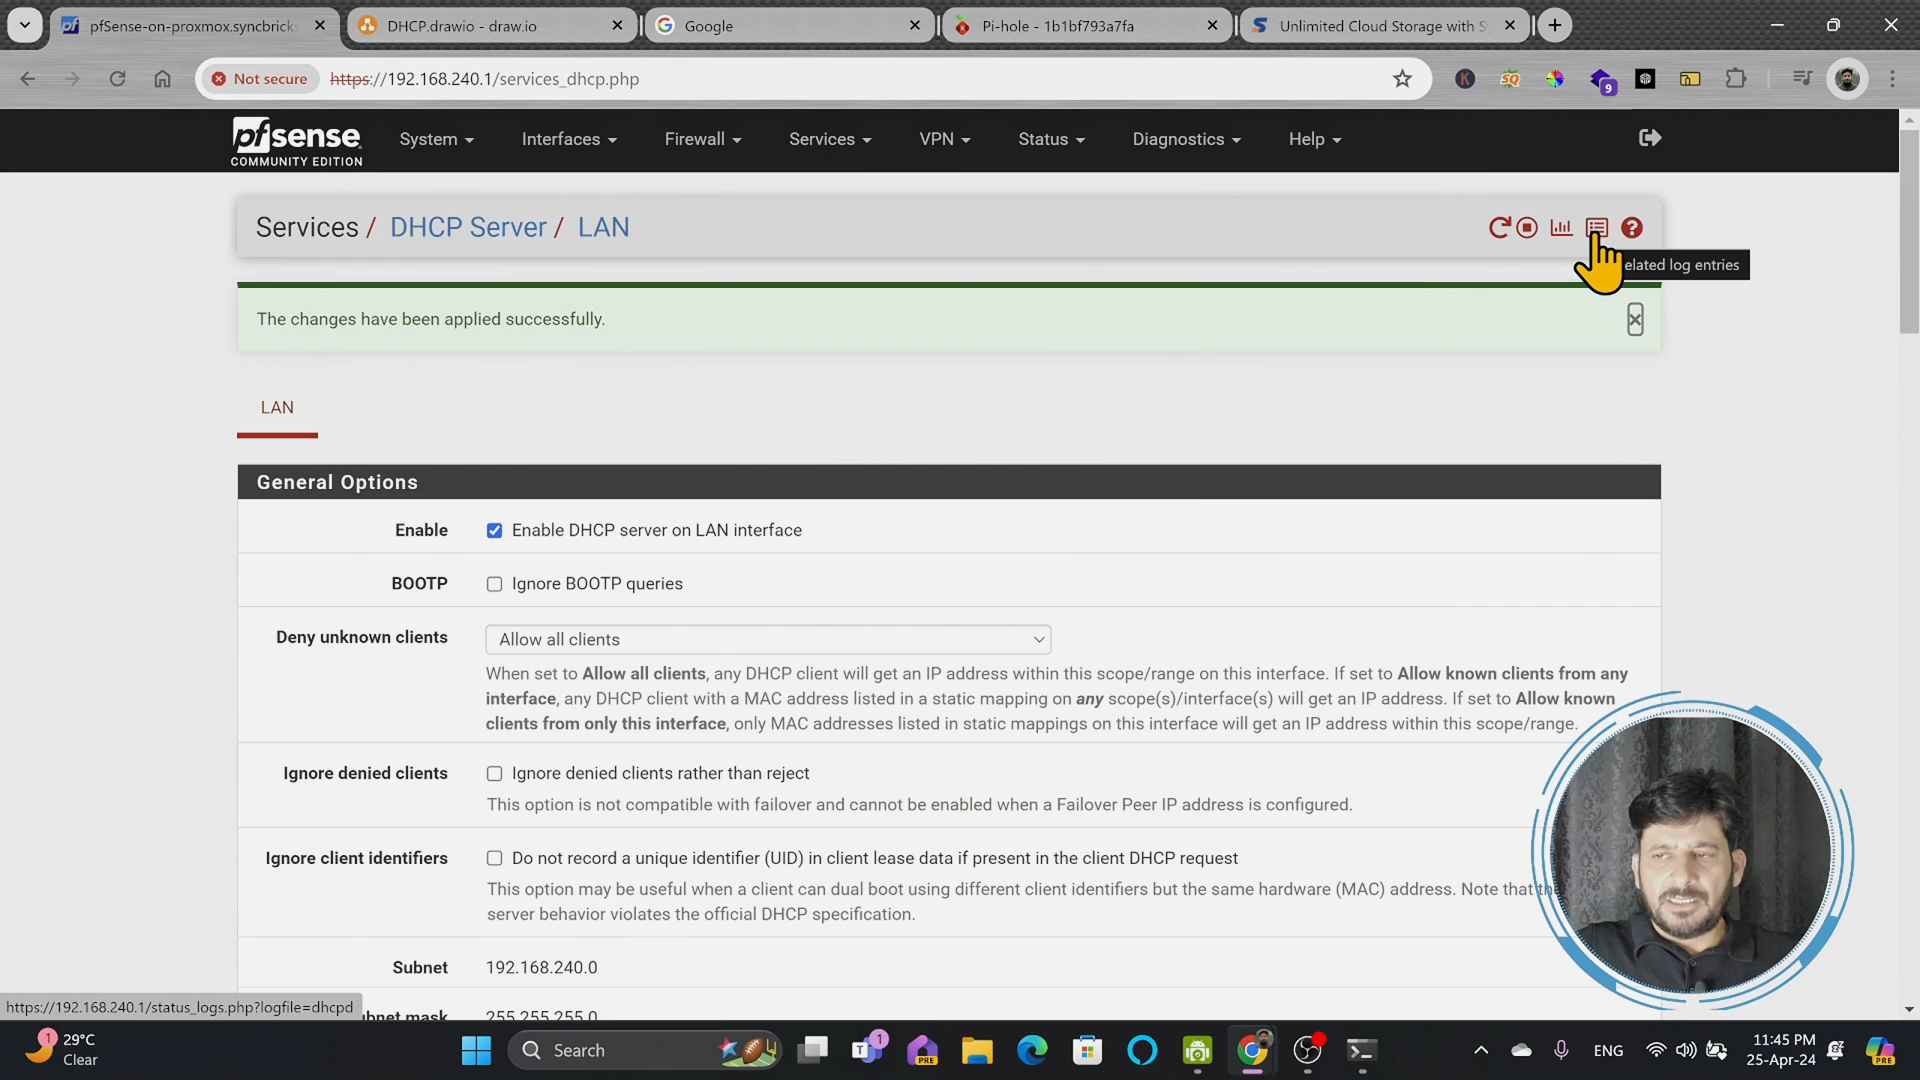 pfSense-on-proxmox.syncbricks
DHCP.drawio - draw.io
Google
Pi-hole - 1b1bf793a7fa
Unlimited Cloud Storage with S
Not secure
https://192.168.240.1/services_dhcp.php
9
pfsense
COMMUNITY EDITION
System
Interfaces
Firewall
Services
VPN
Status
Diagnostics
Help
Services / DHCP Server / LAN
elated log entries
The changes have been applied successfully.
LAN
General Options
Enable
Enable DHCP server on LAN interface
BOOTP
Ignore BOOTP queries
Deny unknown clients
Allow all clients
When set to Allow all clients, any DHCP client will get an IP address within this scope/range on this interface. If set to Allow known clients from any
interface, any DHCP client with a MAC address listed in a static mapping on any scope(s)/interface(s) will get an IP address. If set to Allow known
clients from only this interface, only MAC addresses listed in static mappings on this interface will get an IP address within this scope/range.
Ignore denied clients
Ignore denied clients rather than reject
This option is not compatible with failover and cannot be enabled when a Failover Peer IP address is configured.
Ignore client identifiers
Do not record a unique identifier (UID) in client lease data if present in the client DHCP request
This option may be useful when a client can dual boot using different client identifiers but the same hardware (MAC) address. Note that th
server behavior violates the official DHCP specification.
Subnet
192.168.240.0
bnet mask
255.255.255.0
https://192.168.240.1/status_logs.php?logfile=dhcpd
1
29°C
Clear
Search
1
PRE
ENG
11:45 PM
25-Apr-24
PRE